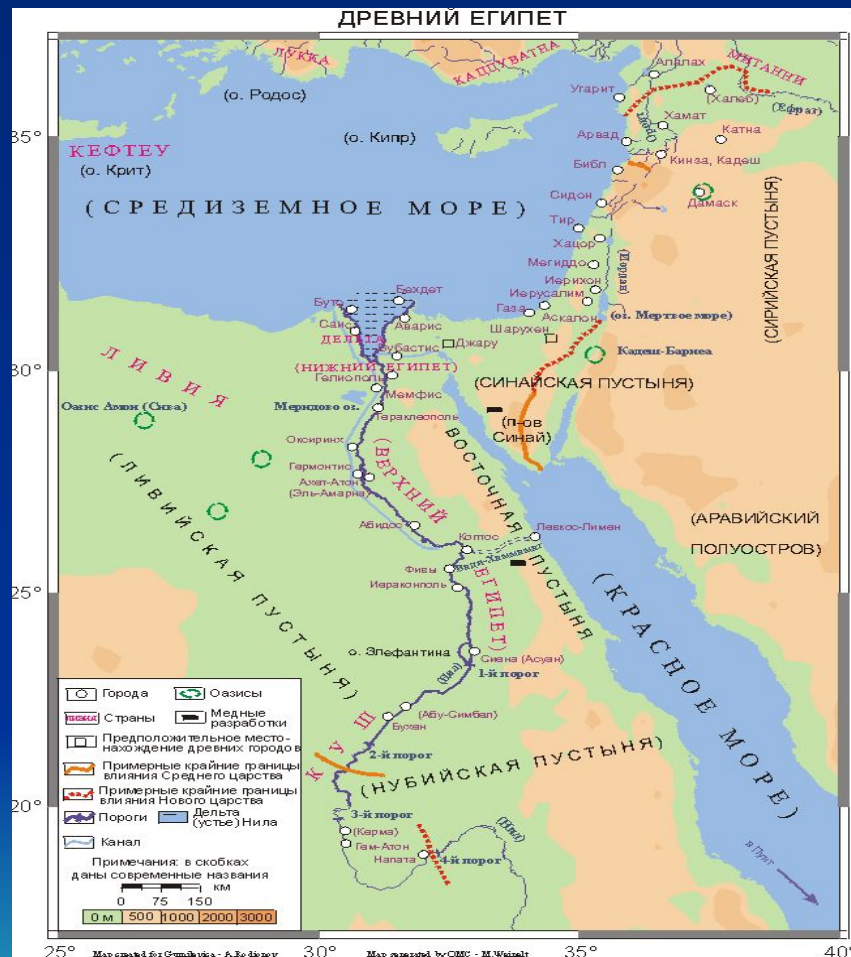 ДРЕВНИЙ ЕГИПЕТ
ЛУККА
КАЦЦУВАТНА
МИТАННИ
Алалах
(о. Родос)
Угарит
(Халеб)
(Ефрат)
Оронт
Хамат
35°
(о. Кипр)
Арвад
Катна
КЕФТЕУ
(о. Крит)
Библ
Кинза, Кадеш
Сидон
Дамаск
(СРЕДИЗЕМНОЕ МОРЕ)
Тир
Хацор
(СИРИЙСКАЯ ПУСТЫНЯ)
Мегиддо
(Иордан)
Иерихон
Бехдет
Буто
Иерусалим
Газа
Аскалон
(оз. Мертвое море)
Саис
Аварис
Шарухен
ДЕЛЬТА
Бубастис
Джару
Кадеш-Барнеа
30°
(НИЖНИЙ ЕГИПЕТ)
ЛИВИЯ
Гелиополь
(СИНАЙСКАЯ ПУСТЫНЯ)
Мемфис
Оазис Амон (Сива)
Меридово оз.
Гераклеополь
(п-ов
Синай)
Оксиринх
(ВЕРХНИЙ
ВОСТОЧНАЯ ПУСТЫНЯ
Гермонтис
(ЛИВИЙСКАЯ ПУСТЫНЯ)
Ахет-Атон
(Эль-Амарна)
Абидос
Левкос-Лимен
(АРАВИЙСКИЙ
ПОЛУОСТРОВ)
Коптос
Вади-Хаммамат
Фивы
25°
Иераконполь
ЕГИПЕТ)
(КРАСНОЕ МОРЕ)
о. Элефантина
Сиена (Асуан)
(Нил)
1-й порог
Города
Оазисы
Страны
Медные
разработки
(Абу-Симбал)
Бухен
Предположительное место-
нахождение древних городов
КУШ
2-й порог
(НУБИЙСКАЯ ПУСТЫНЯ)
Примерные крайние границы
влияния Среднего царства
20°
Примерные крайние границы
влияния Нового царства
3-й порог
Пороги
Дельта
(устье) Нила
(Керма)
(Нил)
Гем-Атон
Канал
Напата
4-й порог
Примечания: в скобках
даны современные названия
в Пунт
км
0 75 150
0 м 500 1000 2000 3000
25°
30°
35°
40°